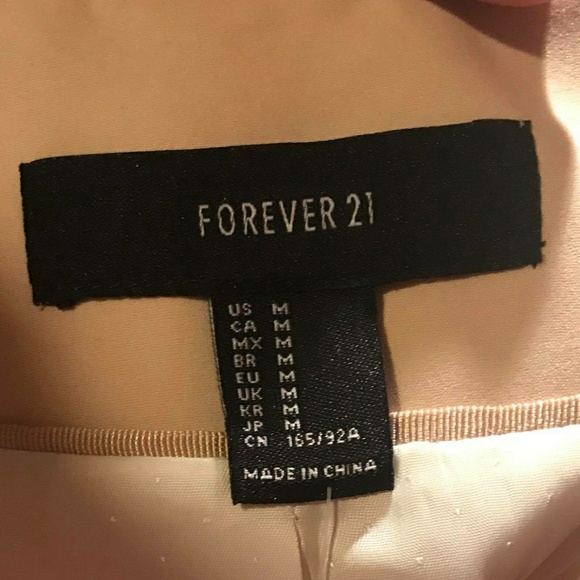 FOREVER 21
US M
CA M
MX M
BR M
EU M
UK M
KR M
JP M
CN 165/92A
MADE IN CHINA